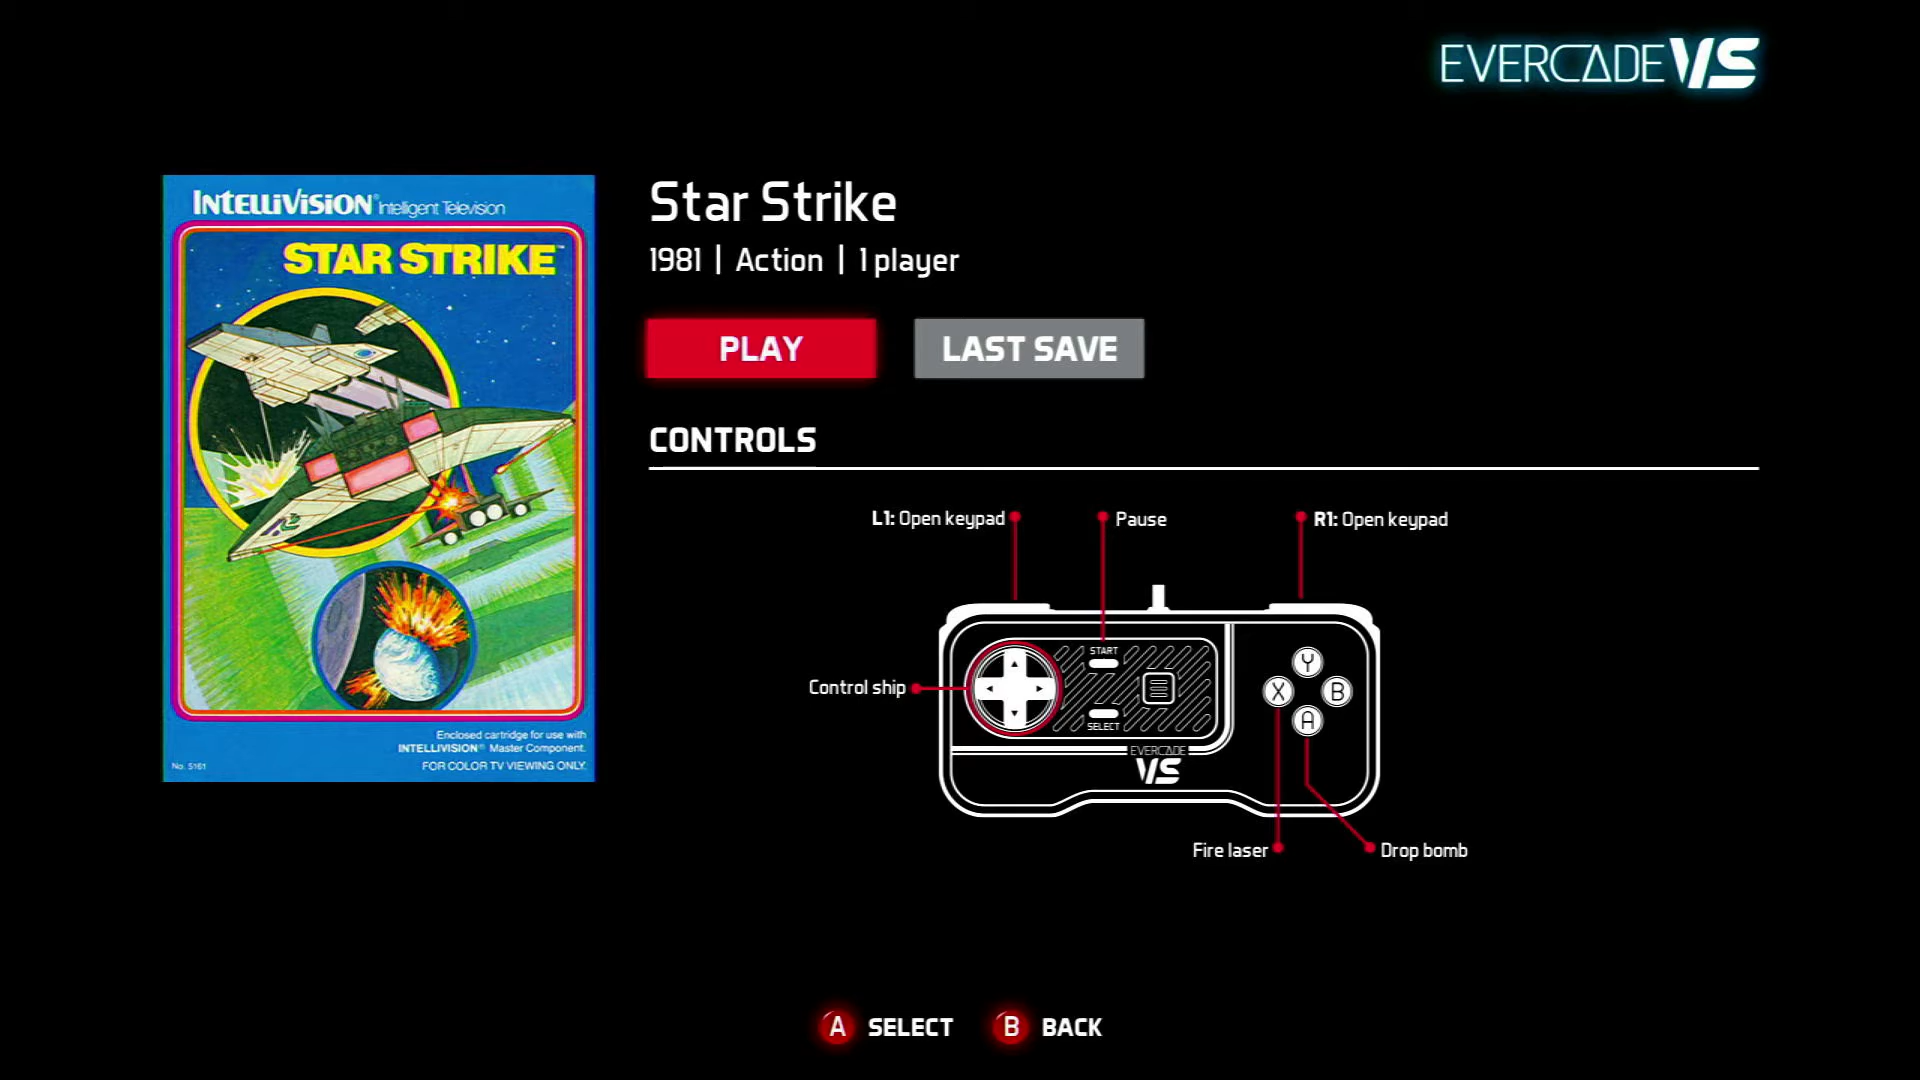 EVERCADE VS
INTELLIVISION® Intelligent Television
STAR STRIKE™
Enclosed cartridge for use with
INTELLIVISION® Master Component.
No. 5161
FOR COLOR TV VIEWING ONLY.
Star Strike
1981 | Action | 1 player
PLAY
LAST SAVE
CONTROLS
L1: Open keypad
Pause
R1: Open keypad
START
Control ship
SELECT
Y
X
B
A
EVERCADE
VS
Fire laser
Drop bomb
A SELECT
B BACK